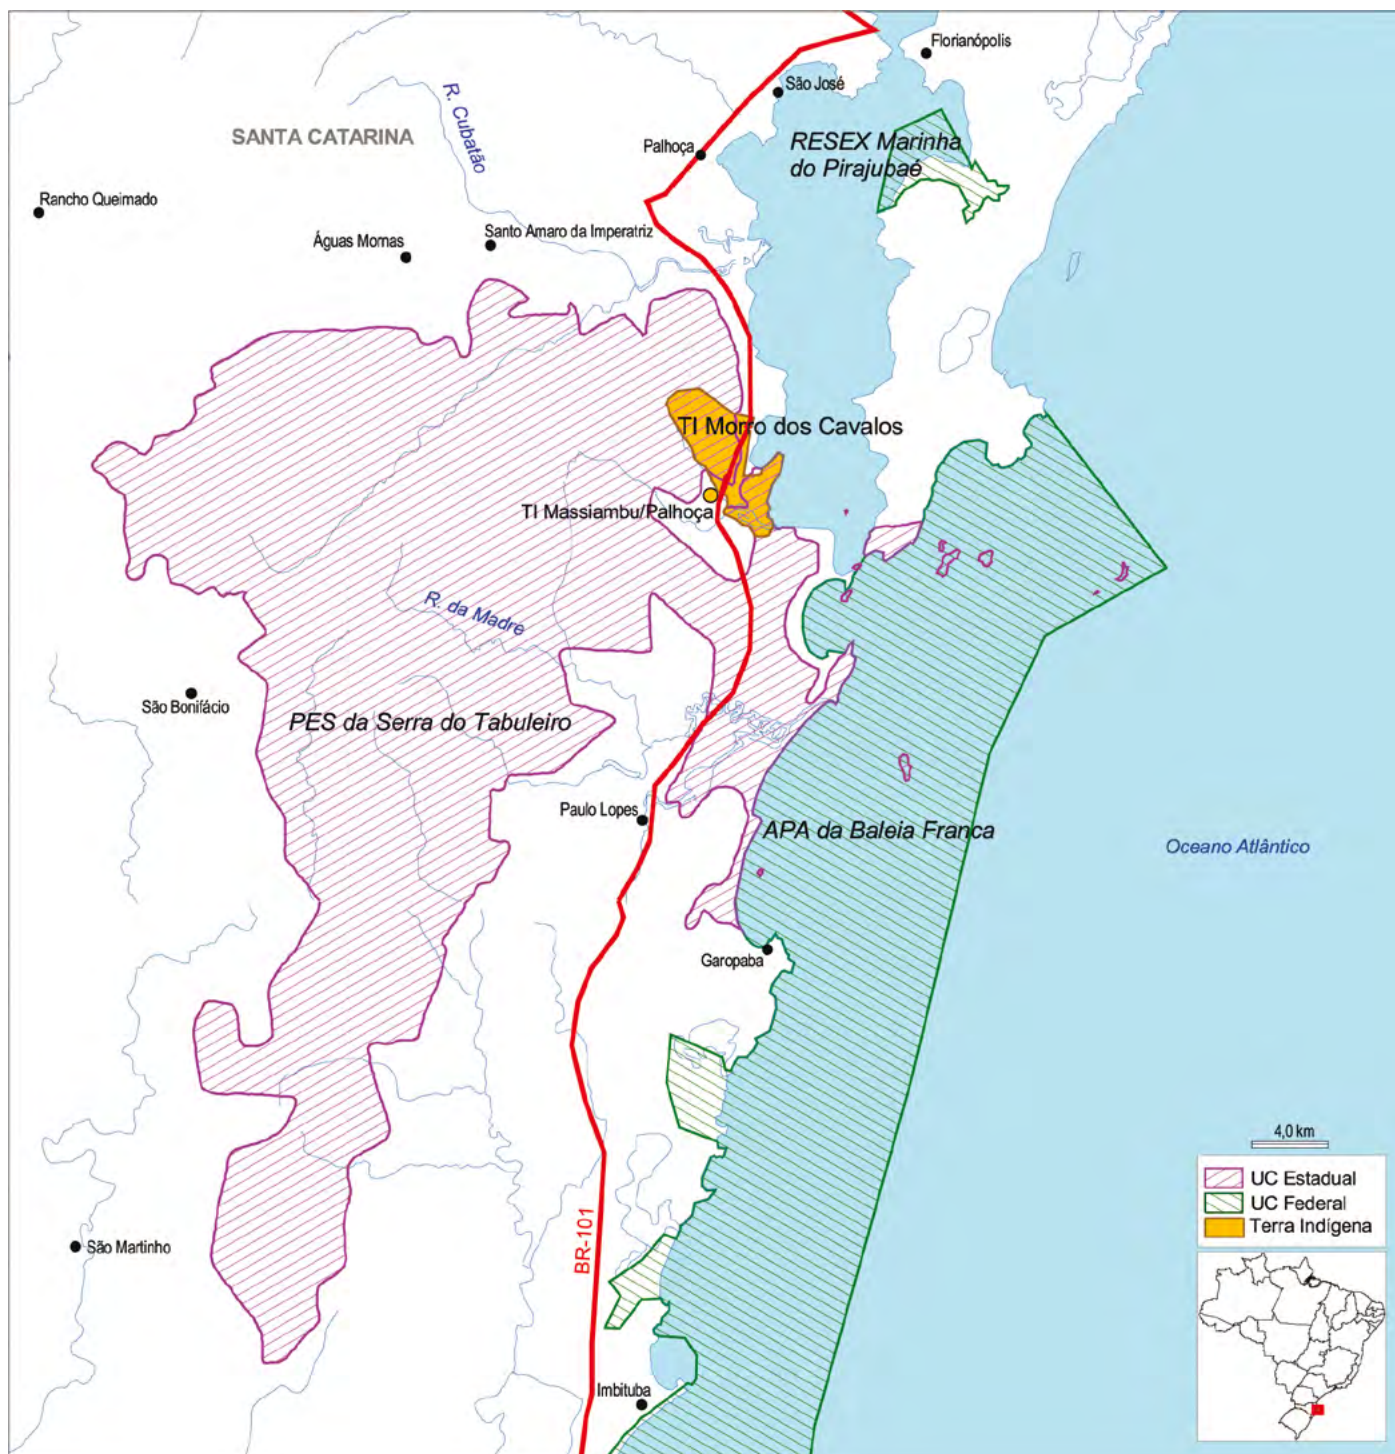 Florianópolis
São José
R. Cubatão
SANTA CATARINA
Palhoça
RESEX Marinha
do Pirajubaé
Rancho Queimado
Águas Mornas
Santo Amaro da Imperatriz
TI Morro dos Cavalos
TI Massiambu/Palhoça
R. da Madre
São Bonifácio
PES da Serra do Tabuleiro
Paulo Lopes
APA da Baleia Franca
Oceano Atlântico
Garopaba
4,0 km
UC Estadual
UC Federal
Terra Indígena
BR-101
São Martinho
Imbituba